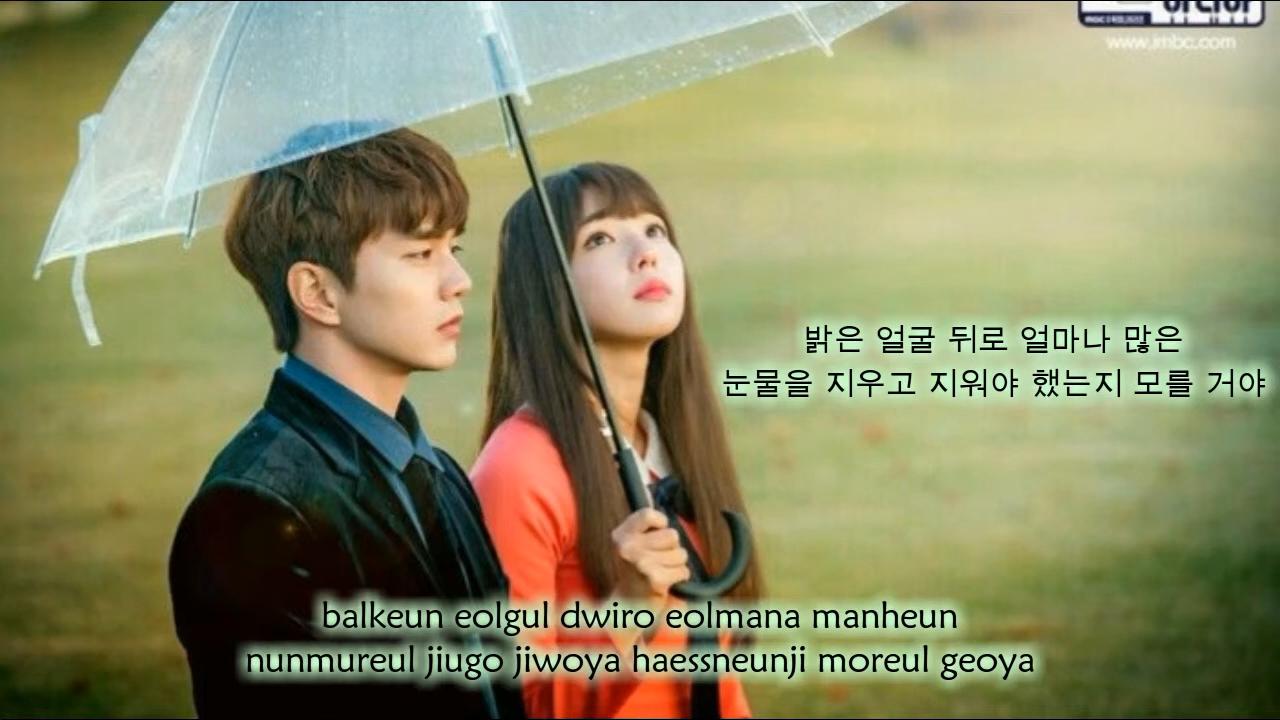 www.imbc.com
밝은 얼굴 뒤로 얼마나 많은
눈물을 지우고 지워야 했는지 모를 거야
balkeun eolgul dwiro eolmana manheun
nunmureul jiugo jiwoya haessneunji moreul geoya